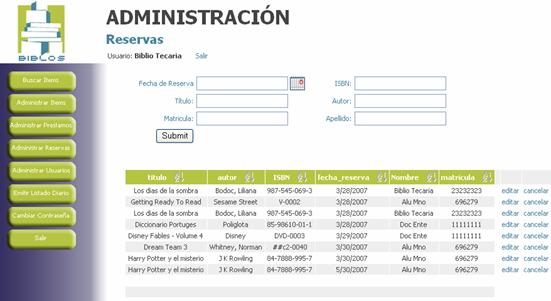 BIBLOS
ADMINISTRACIÓN
Reservas
Usuario: Biblio Tecaria Salir
Buscar Items
Administrar Items
Administrar Prestamos
Administrar Reservas
Administrar Usuarios
Emitir Listado Diario
Cambiar Contraseña
Salir
Fecha de Reserva ISBN:
Titulo: Autor:
Matricula: Apellido:
Submit
titulo autor ISBN fecha_reserva Nombre matricula
Los dias de la sombra Bodoc, Liliana 987-545-069-3 3/28/2007 Biblio Tecaria 23232323 editar cancelar
Getting Ready To Read Sesame Street V-0002 3/28/2007 Alu Mno 696279 editar cancelar
Los dias de la sombra Bodoc, Liliana 987-545-069-3 3/28/2007 Biblio Tecaria 23232323 editar cancelar
Diccionario Portuges Poliglota 85-98610-01-1 3/28/2007 Doc Ente 11111111 editar cancelar
Disney Fables - Volume 4 Disney DVD-0003 3/29/2007 Doc Ente 11111111 editar cancelar
Dream Team 3 Whitney, Norman ##c2-0040 3/30/2007 Alu Mno 696279 editar cancelar
Harry Potter y el misterio J K Rowling 84-7888-995-7 3/30/2007 Alu Mno 696279 editar cancelar
Harry Potter y el misterio J K Rowling 84-7888-995-7 5/30/2007 Alu Mno 696279 editar cancelar